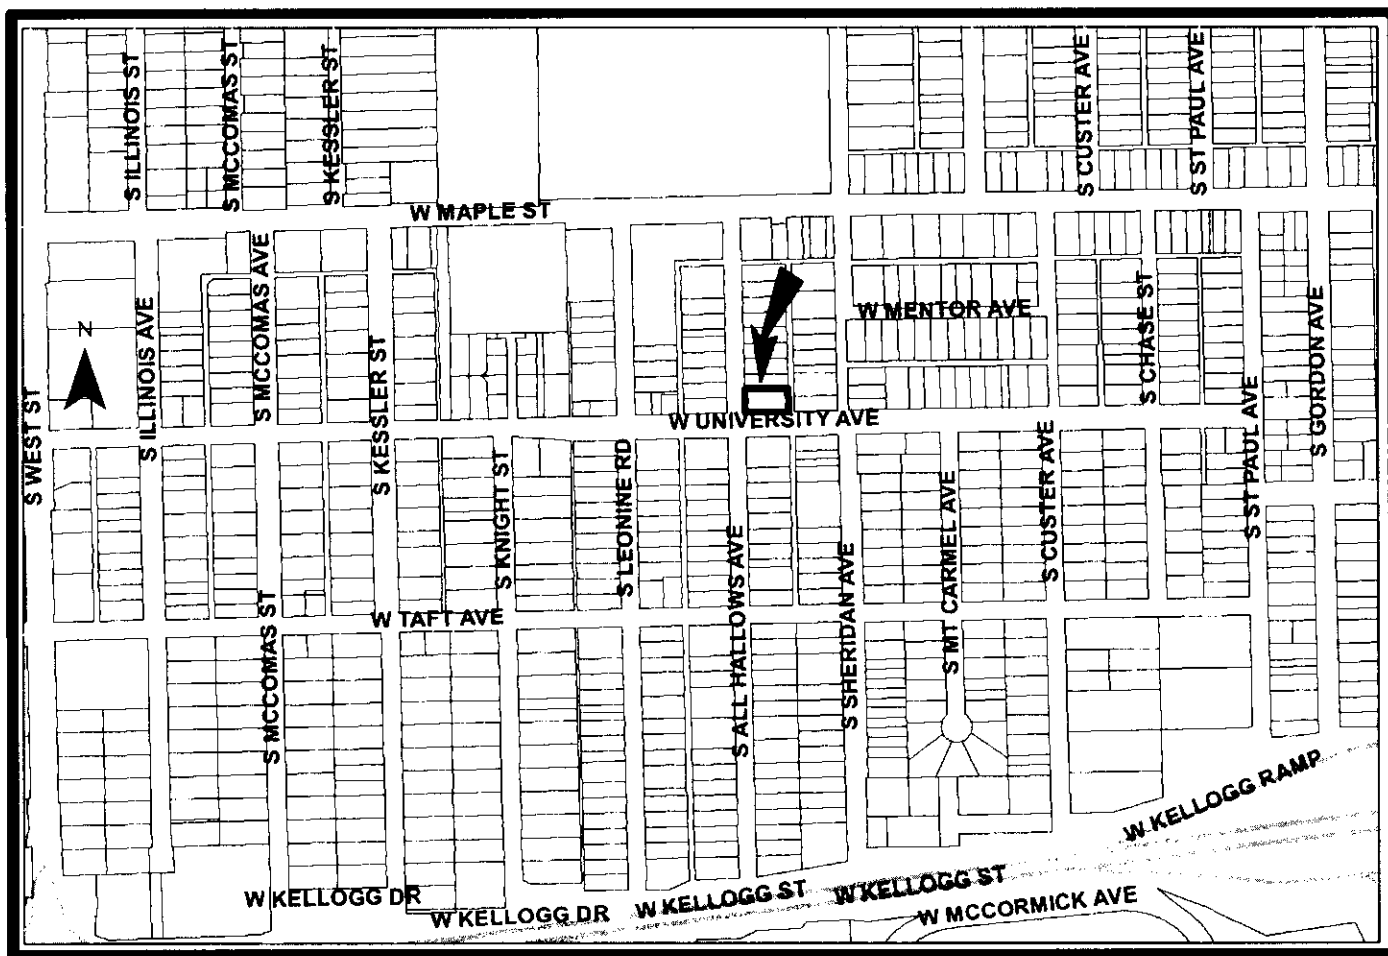 S ILLINOIS ST
S MCCOMAS ST
S KESSLER ST
S CUSTER AVE
S ST PAUL AVE
W MAPLE ST
S MCCOMAS AVE
W MENTOR AVE
S CHASE ST
S GORDON AVE
N
S ILLINOIS AVE
S KESSLER ST
S WEST ST
W UNIVERSITY AVE
S ST PAUL AVE
S KNIGHT ST
S LEONINE RD
S ALL HALLOWS AVE
S SHERIDAN AVE
S MT CARMEL AVE
S CUSTER AVE
W TAFT AVE
S MCCOMAS ST
W KELLOGG RAMP
W KELLOGG DR
W KELLOGG DR
W KELLOGG ST
W KELLOGG ST
W MCCORMICK AVE